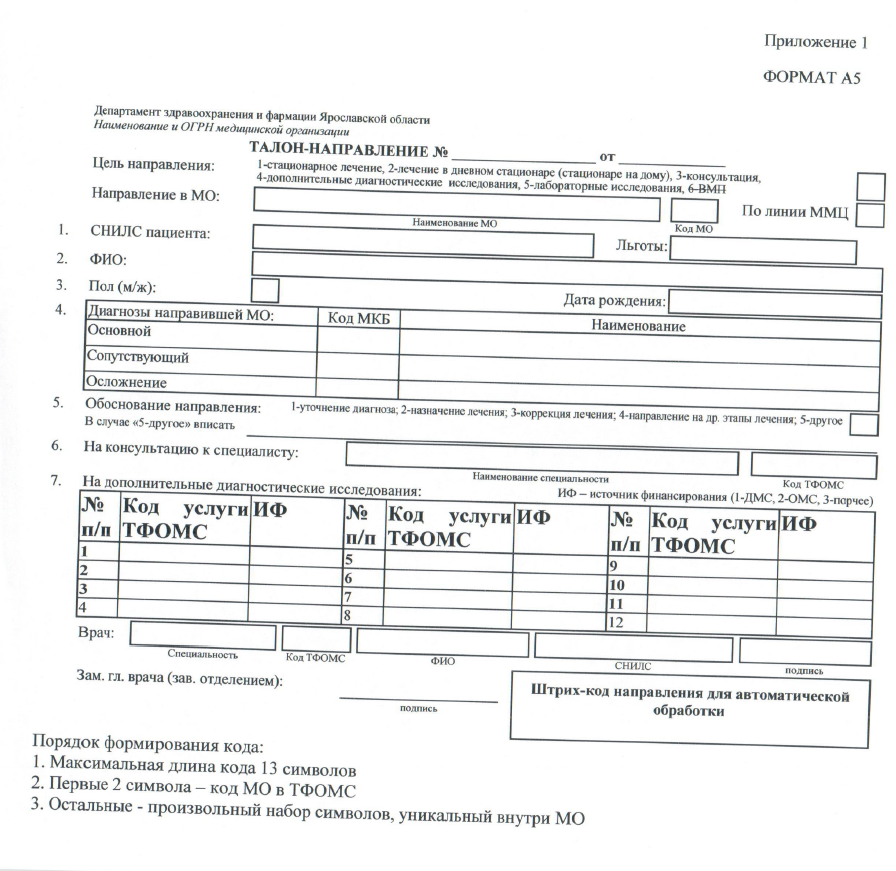 Приложение 1
ФОРМАТ А5
Департамент здравоохранения и фармации Ярославской области
Наименование и ОГРН медицинской организации
ТАЛОН-НАПРАВЛЕНИЕ № ____________ от ____________
Цель направления: 1-стационарное лечение, 2-лечение в дневном стационаре (стационаре на дому), 3-консультация,
4-дополнительные диагностические исследования, 5-лабораторные исследования, 6-ВМП
Направление в МО: По линии ММЦ
Наименование МО Код МО
1. СНИЛС пациента: Льготы:
2. ФИО:
3. Пол (м/ж): Дата рождения:
4. Диагнозы направившей МО: Код МКБ Наименование
Основной
Сопутствующий
Осложнение
5. Обоснование направления: 1-уточнение диагноза; 2-назначение лечения; 3-коррекция лечения; 4-направление на др. этапы лечения; 5-другое
В случае «5-другое» вписать
6. На консультацию к специалисту:
Наименование специальности Код ТФОМС
7. На дополнительные диагностические исследования: ИФ – источник финансирования (1-ДМС, 2-ОМС, 3-порчее)
№ Код услуги ИФ № Код услуги ИФ № Код услуги ИФ
п/п ТФОМС п/п ТФОМС п/п ТФОМС
1 5 9
2 6 10
3 7 11
4 8 12
Врач:
Специальность Код ТФОМС ФИО СНИЛС подпись
Зам. гл. врача (зав. отделением):
подпись
Штрих-код направления для автоматической
обработки
Порядок формирования кода:
1. Максимальная длина кода 13 символов
2. Первые 2 символа – код МО в ТФОМС
3. Остальные - произвольный набор символов, уникальный внутри МО